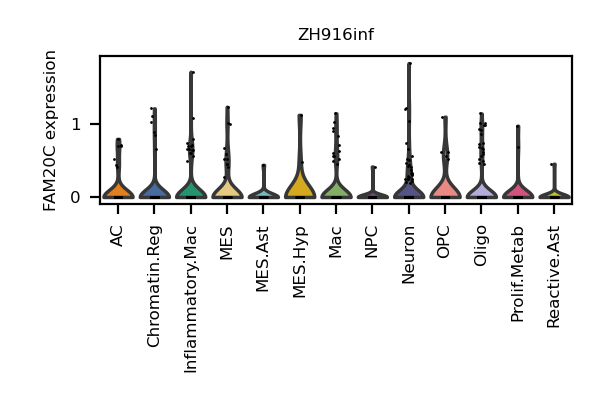 ZH916inf
FAM20C expression
1
0
AC
Chromatin.Reg
Inflammatory.Mac
MES
MES.Ast
MES.Hyp
Mac
NPC
Neuron
OPC
Oligo
Prolif.Metab
Reactive.Ast